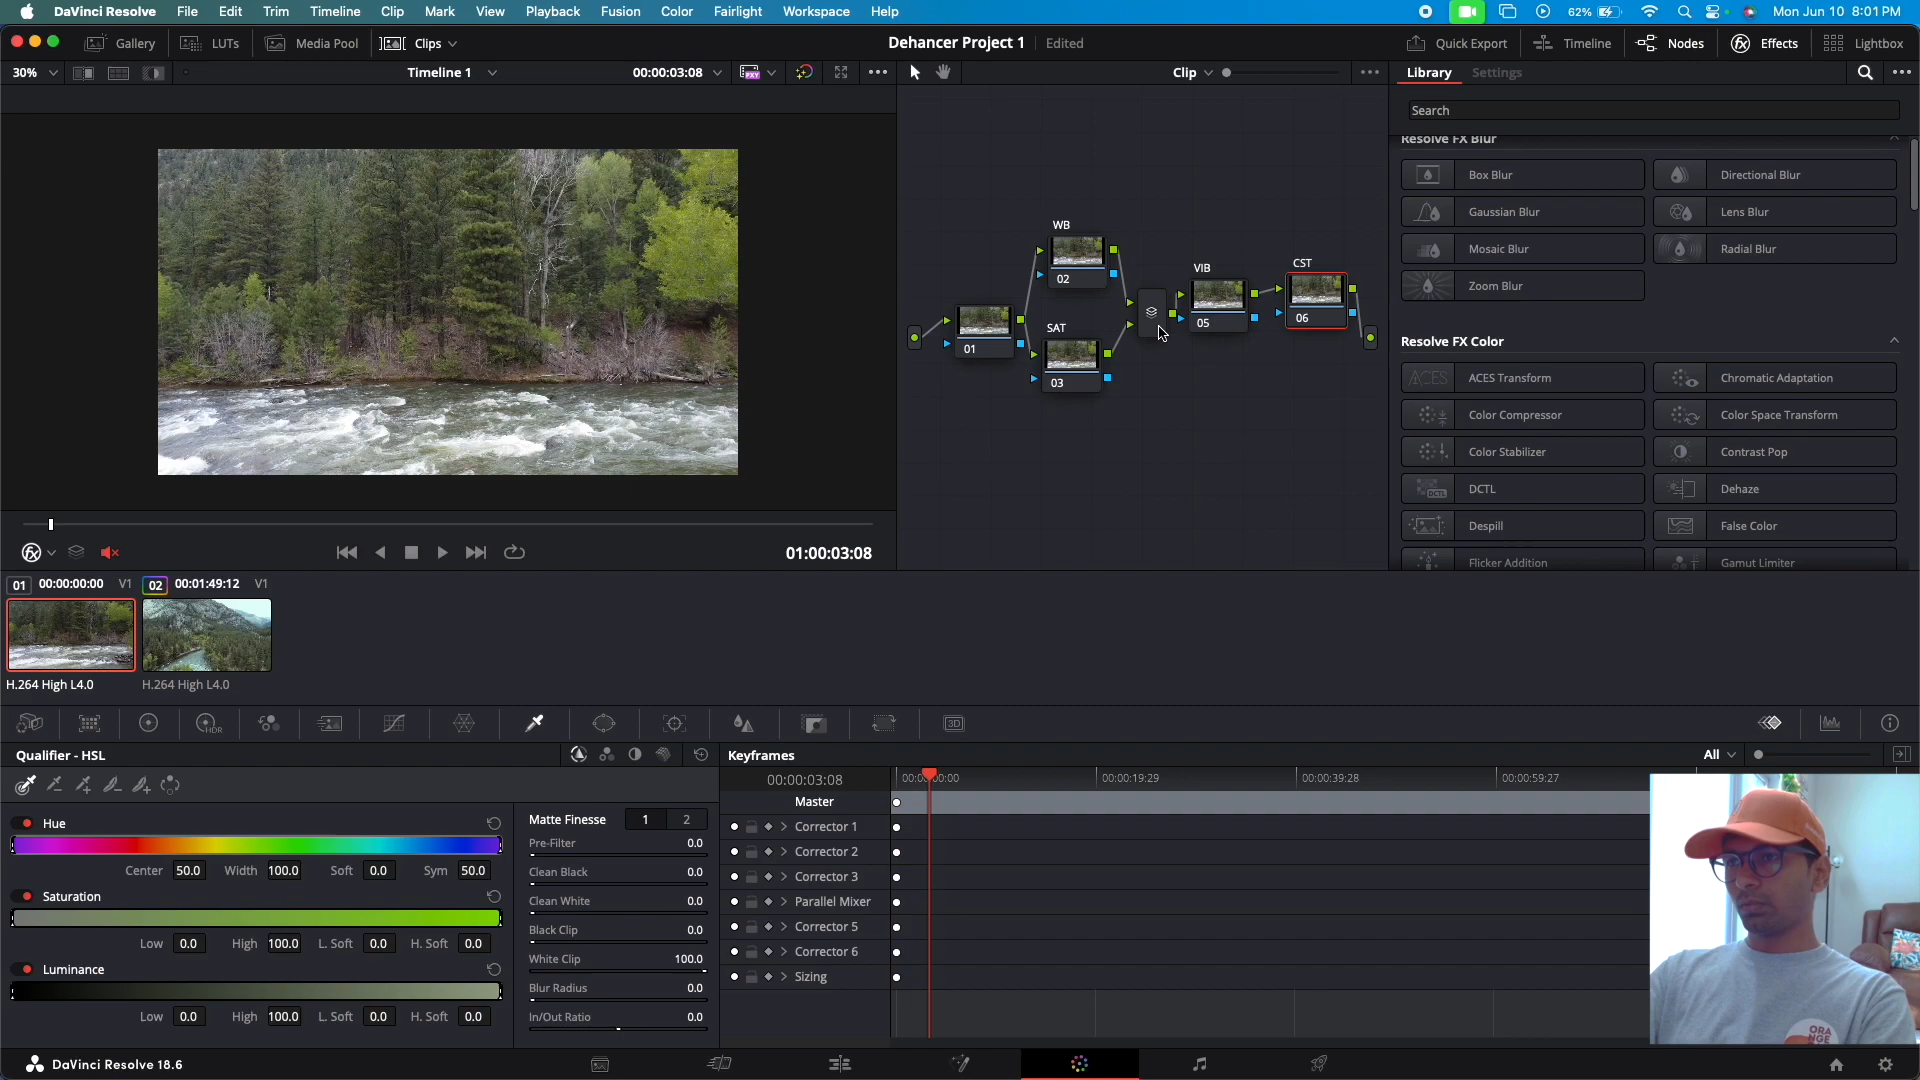 DaVinci Resolve File Edit Trim Timeline Clip Mark View Playback Fusion Color Fairlight Workspace Help 62% Mon Jun 10 8:01 PM
Gallery LUTs Media Pool Clips Dehancer Project 1 Edited Quick Export Timeline Nodes Effects Lightbox
30% Timeline 1 00:00:03:08 PXY Clip Library Settings
Search
Resolve FX Blur
Box Blur Directional Blur
Gaussian Blur Lens Blur
Mosaic Blur Radial Blur
Zoom Blur
Resolve FX Color
ACES ACES Transform Chromatic Adaptation
Color Compressor Color Space Transform
Color Stabilizer Contrast Pop
DCTL DCTL Dehaze
Despill False Color
Flicker Addition Gamut Limiter
WB
02
VIB
05
CST
06
01
SAT
03
01:00:03:08
01 00:00:00:00 V1 02 00:01:49:12 V1
H.264 High L4.0 H.264 High L4.0
HDR 3D
Qualifier - HSL
Hue
Center 50.0 Width 100.0 Soft 0.0 Sym 50.0
Saturation
Low 0.0 High 100.0 L. Soft 0.0 H. Soft 0.0
Luminance
Low 0.0 High 100.0 L. Soft 0.0 H. Soft 0.0
Matte Finesse 1 2
Pre-Filter 0.0
Clean Black 0.0
Clean White 0.0
Black Clip 0.0
White Clip 100.0
Blur Radius 0.0
In/Out Ratio 0.0
Keyframes All
00:00:03:08 00:00:00:00 00:00:19:29 00:00:39:28 00:00:59:27
Master
Corrector 1
Corrector 2
Corrector 3
Parallel Mixer
Corrector 5
Corrector 6
Sizing
ORANGE
DaVinci Resolve 18.6